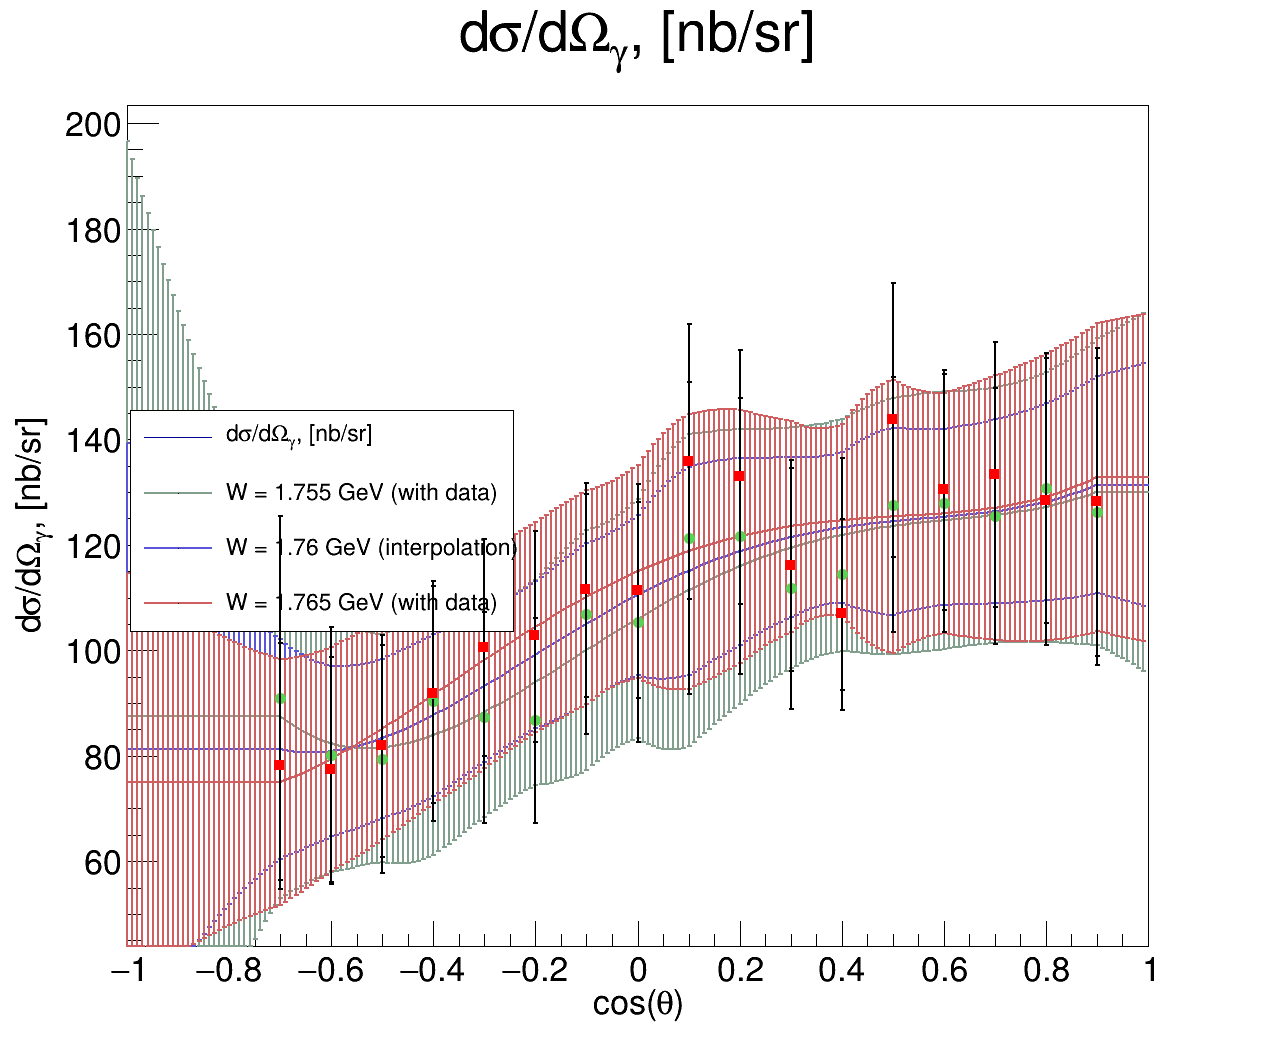 dσ/dΩγ, [nb/sr]
dσ/dΩγ, [nb/sr]
200
180
160
140
120
100
80
60
dσ/dΩγ, [nb/sr]
W = 1.755 GeV (with data)
W = 1.76 GeV (interpolation)
W = 1.765 GeV (with data)
−1 −0.8 −0.6 −0.4 −0.2 0 0.2 0.4 0.6 0.8 1
cos(θ)